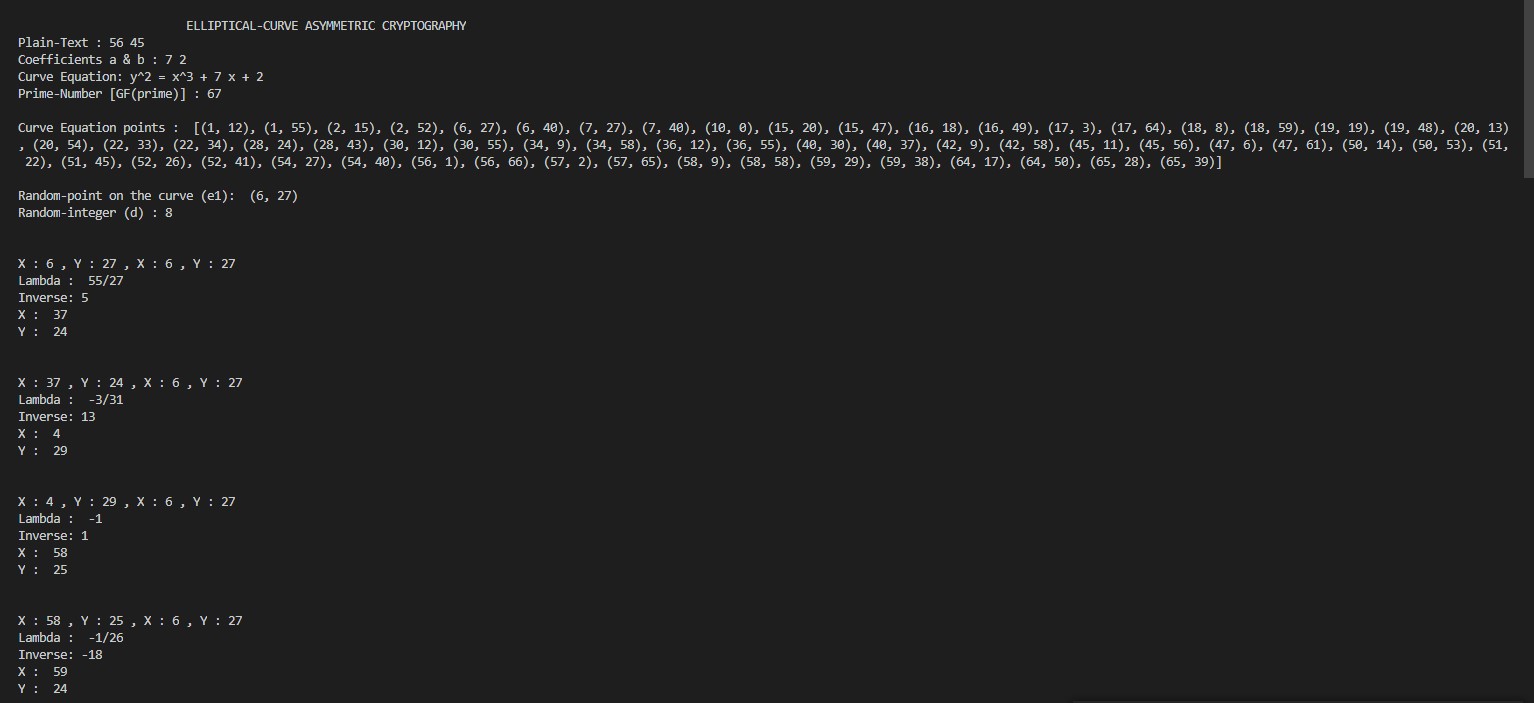 ELLIPTICAL-CURVE ASYMMETRIC CRYPTOGRAPHY
Plain-Text : 56 45
Coefficients a & b : 7 2
Curve Equation: y^2 = x^3 + 7 x + 2
Prime-Number [GF(prime)] : 67
Curve Equation points :  [(1, 12), (1, 55), (2, 15), (2, 52), (6, 27), (6, 40), (7, 27), (7, 40), (10, 0), (15, 20), (15, 47), (16, 18), (16, 49), (17, 3), (17, 64), (18, 8), (18, 59), (19, 19), (19, 48), (20, 13)
, (20, 54), (22, 33), (22, 34), (28, 24), (28, 43), (30, 12), (30, 55), (34, 9), (34, 58), (36, 12), (36, 55), (40, 30), (40, 37), (42, 9), (42, 58), (45, 11), (45, 56), (47, 6), (47, 61), (50, 14), (50, 53), (51,
22), (51, 45), (52, 26), (52, 41), (54, 27), (54, 40), (56, 1), (56, 66), (57, 2), (57, 65), (58, 9), (58, 58), (59, 29), (59, 38), (64, 17), (64, 50), (65, 28), (65, 39)]
Random-point on the curve (e1):  (6, 27)
Random-integer (d) : 8
X : 6 , Y : 27 , X : 6 , Y : 27
Lambda :  55/27
Inverse: 5
X :  37
Y :  24
X : 37 , Y : 24 , X : 6 , Y : 27
Lambda :  -3/31
Inverse: 13
X :  4
Y :  29
X : 4 , Y : 29 , X : 6 , Y : 27
Lambda :  -1
Inverse: 1
X :  58
Y :  25
X : 58 , Y : 25 , X : 6 , Y : 27
Lambda :  -1/26
Inverse: -18
X :  59
Y :  24